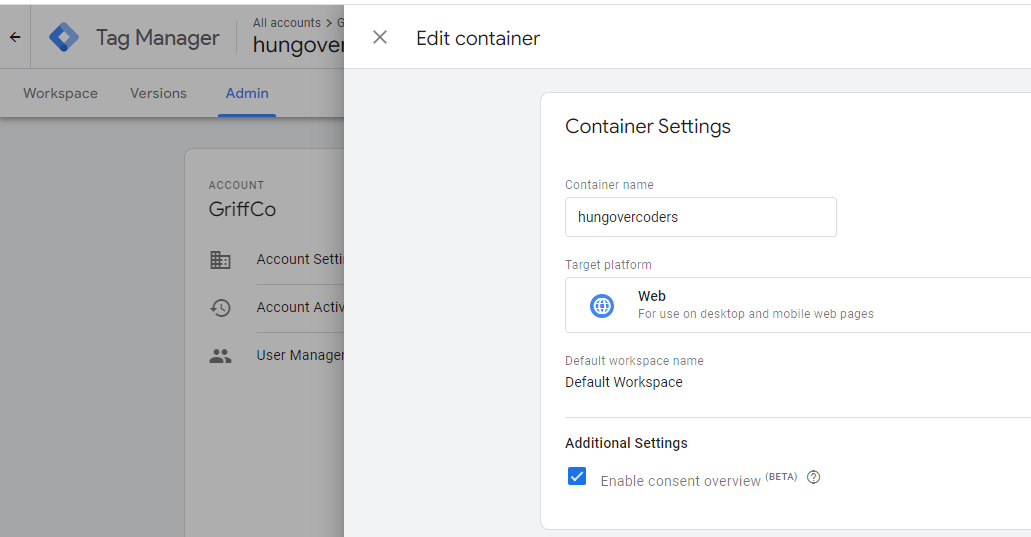 Tag Manager
All accounts > G
hungover
Workspace Versions Admin
ACCOUNT
GriffCo
Account Setti
Account Activ
User Manager
Edit container
Container Settings
Container name
hungovercoders
Target platform
Web
For use on desktop and mobile web pages
Default workspace name
Default Workspace
Additional Settings
Enable consent overview (BETA)